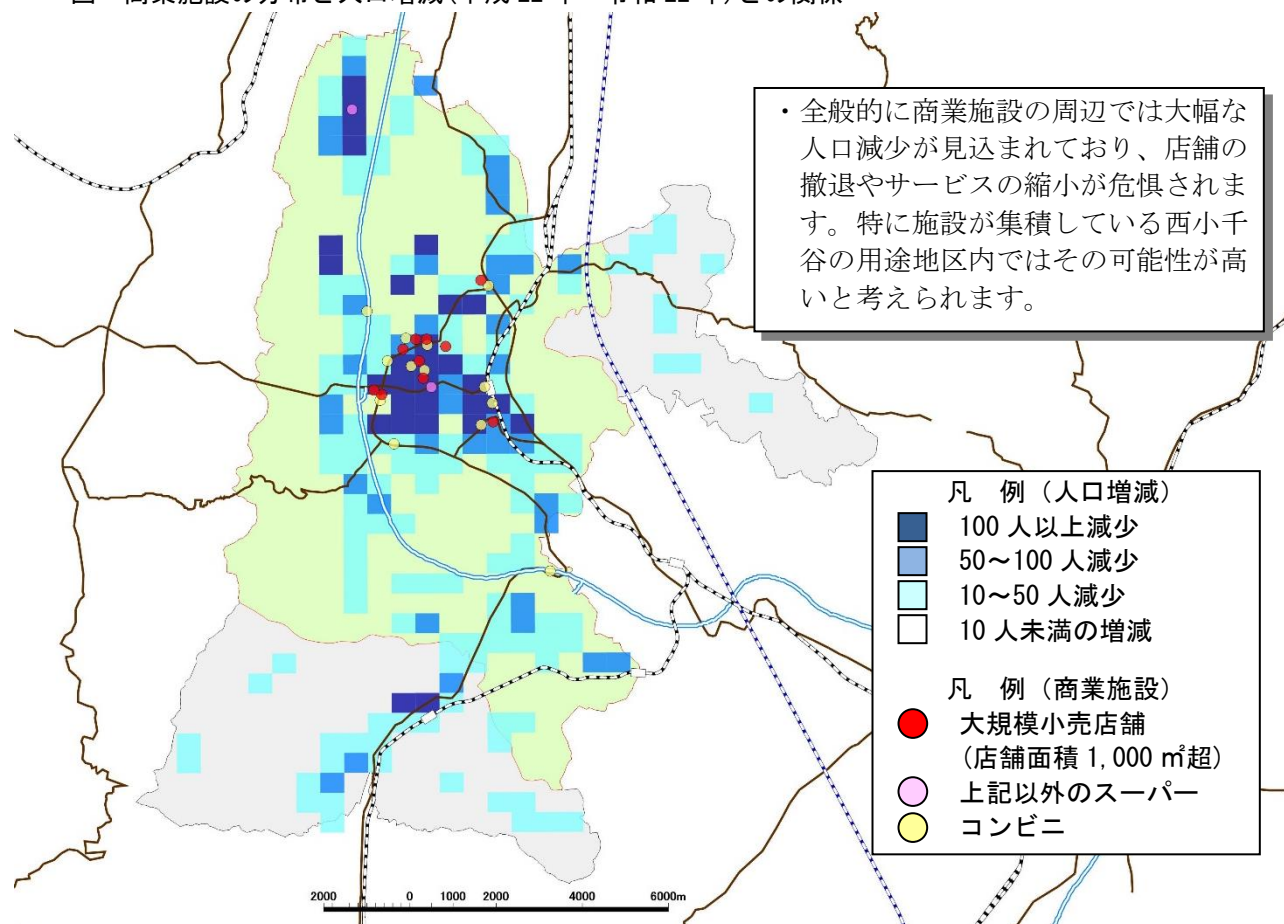 ・全般的に商業施設の周辺では大幅な
人口減少が見込まれており、店舗の
撤退やサービスの縮小が危惧されま
す。特に施設が集積している西小千
谷の用途地区内ではその可能性が高
いと考えられます。
凡 例（人口増減）
100 人以上減少
50～100 人減少
10～50 人減少
10 人未満の増減
凡 例（商業施設）
大規模小売店舗
(店舗面積 1,000 ㎡超)
上記以外のスーパー
コンビニ
2000 0 1000 2000 4000 6000m